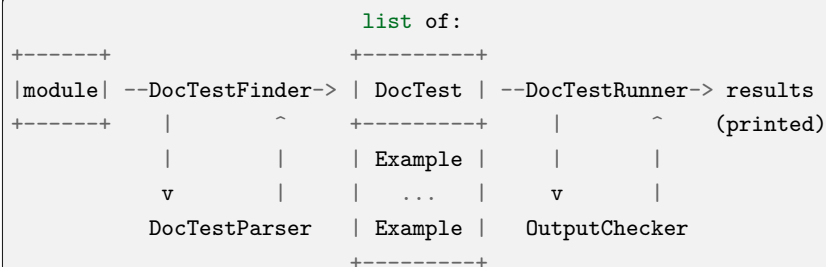 list of:
+------+                   +---------+
|module| --DocTestFinder-> | DocTest | --DocTestRunner-> results
+------+    |        ^     +---------+     |       ^    (printed)
            |        |     | Example |     |       |
            v        |     |   ...   |     v       |
           DocTestParser   | Example |   OutputChecker
                           +---------+